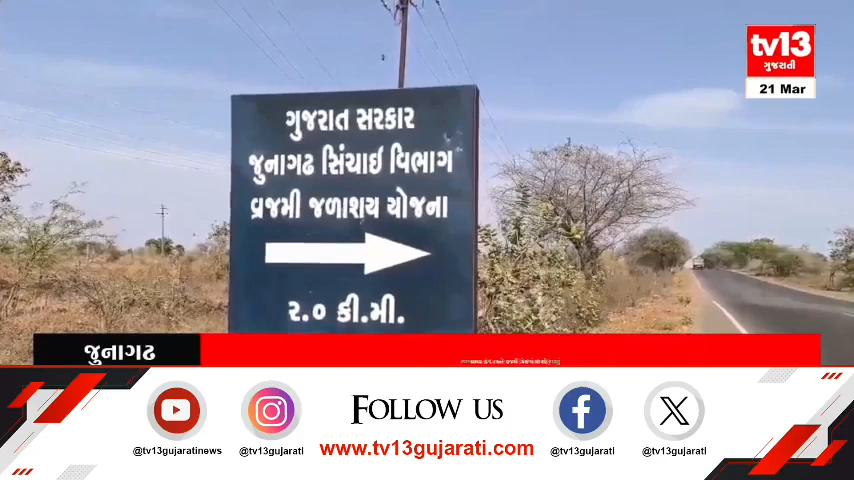 tv13
ગુજરાતી
21 Mar
ગુજરાત સરકાર
જુનાગઢ સિંચાઈ વિભાગ
વ્રજમી જળાશય યોજના
૨.૦ કી.મી.
જુનાગઢ
FOLLOW US
www.tv13gujarati.com
@tv13gujaratinews
@tv13gujarati
@tv13gujarati
@tv13gujarati